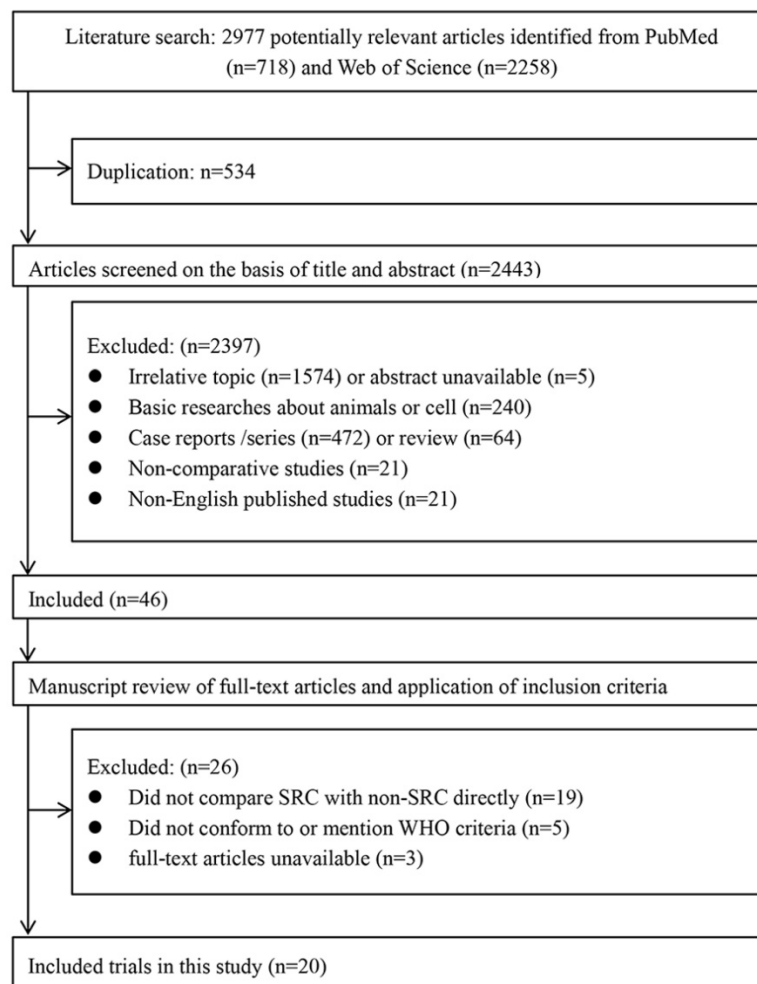 Literature search: 2977 potentially relevant articles identified from PubMed
(n=718) and Web of Science (n=2258)
Duplication: n=534
Articles screened on the basis of title and abstract (n=2443)
Excluded: (n=2397)
● Irrelative topic (n=1574) or abstract unavailable (n=5)
● Basic researches about animals or cell (n=240)
● Case reports /series (n=472) or review (n=64)
● Non-comparative studies (n=21)
● Non-English published studies (n=21)
Included (n=46)
Manuscript review of full-text articles and application of inclusion criteria
Excluded: (n=26)
● Did not compare SRC with non-SRC directly (n=19)
● Did not conform to or mention WHO criteria (n=5)
● full-text articles unavailable (n=3)
Included trials in this study (n=20)